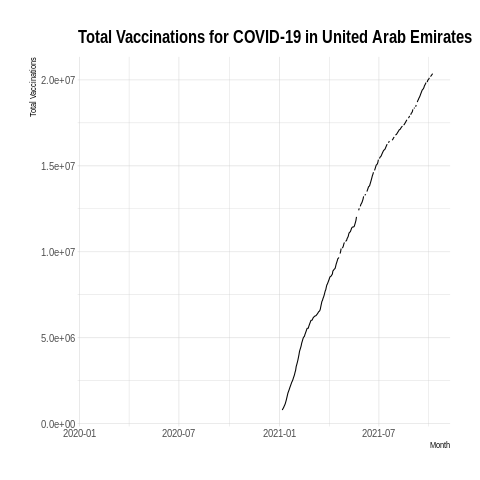 Total Vaccinations for COVID-19 in United Arab Emirates
Total Vaccinations
2.0e+07
1.5e+07
1.0e+07
5.0e+06
0.0e+00
2020-01 2020-07 2021-01 2021-07
Month